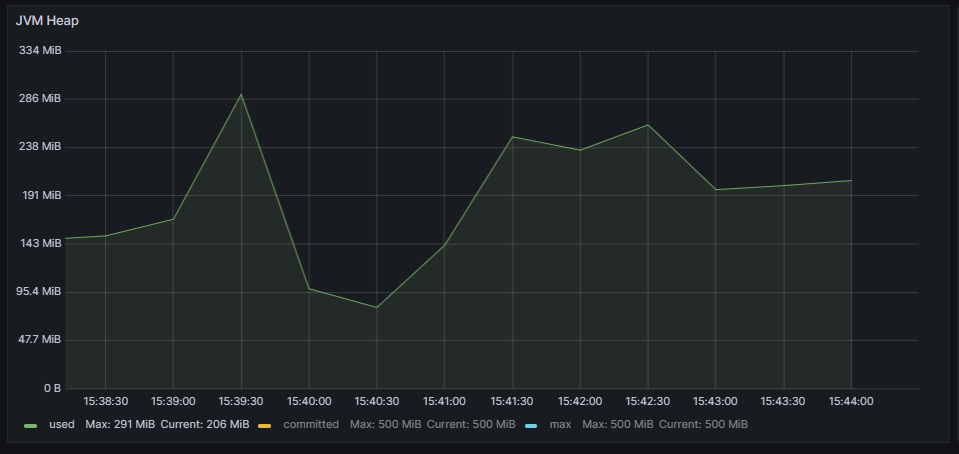 JVM Heap
334 MiB
286 MiB
238 MiB
191 MiB
143 MiB
95.4 MiB
47.7 MiB
0 B
15:38:30 15:39:00 15:39:30 15:40:00 15:40:30 15:41:00 15:41:30 15:42:00 15:42:30 15:43:00 15:43:30 15:44:00
used Max: 291 MiB Current: 206 MiB committed Max: 500 MiB Current: 500 MiB max Max: 500 MiB Current: 500 MiB